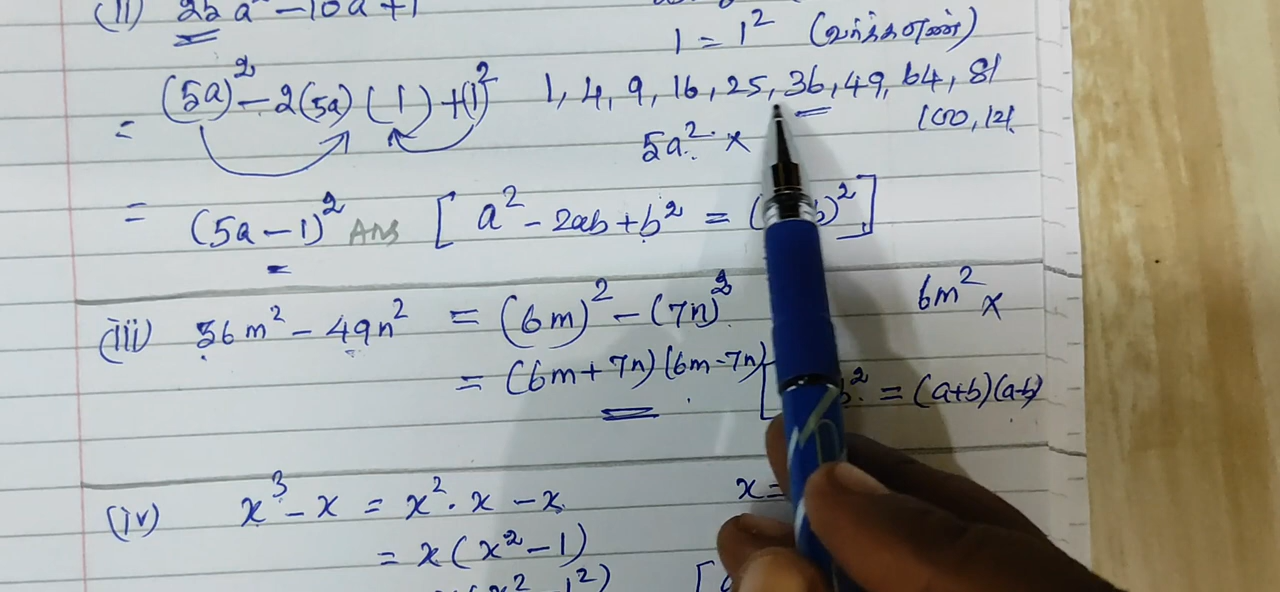 (ii) 25a² - 10a + 1
1 = 1² (வர்க்கஎண்)
= (5a)² - 2(5a) (1) + (1)² 1, 4, 9, 16, 25, 36, 49, 64, 81
100, 121
5a² x
= (5a - 1)² Ans [a² - 2ab + b² = ( b)²]
(iii) 36m² - 49n² = (6m)² - (7n)² 6m² x
= (6m + 7n) (6m - 7n) [ b² = (a+b)(a-b)
(iv) x³ - x = x² · x - x x =
= x(x² - 1)